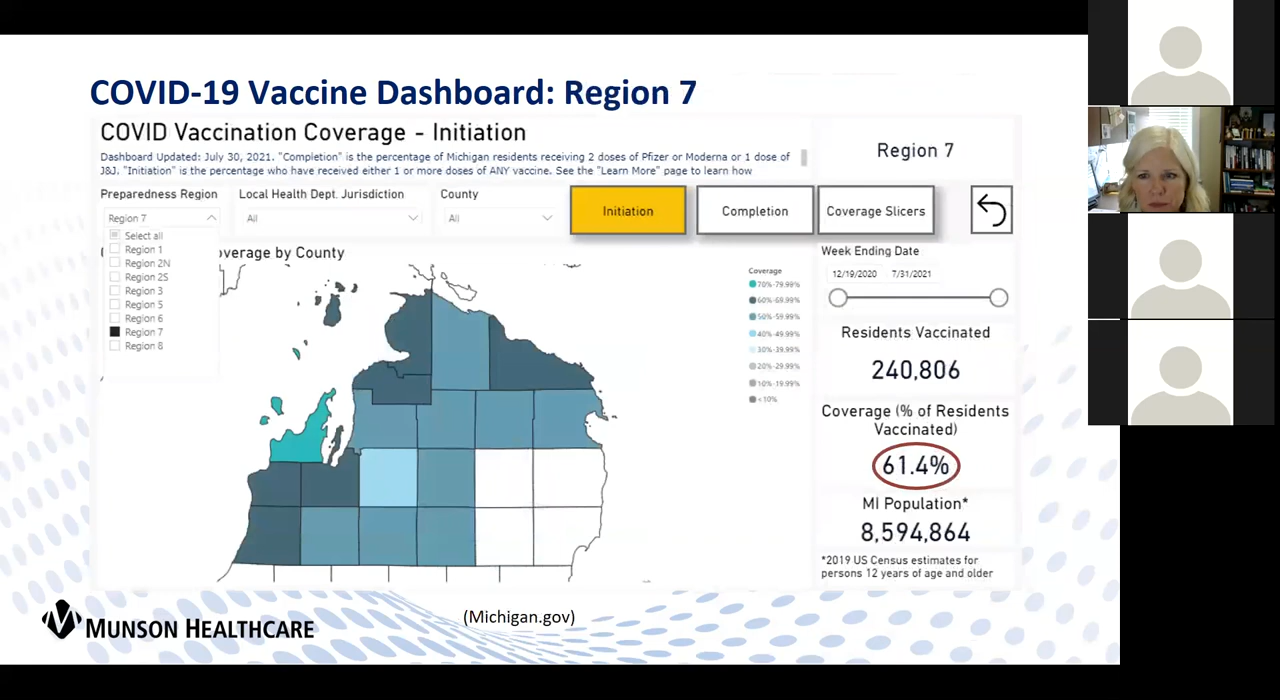 COVID-19 Vaccine Dashboard: Region 7
COVID Vaccination Coverage - Initiation
Dashboard Updated: July 30, 2021. "Completion" is the percentage of Michigan residents receiving 2 doses of Pfizer or Moderna or 1 dose of
J&J. "Initiation" is the percentage who have received either 1 or more doses of ANY vaccine. See the "Learn More" page to learn how
Region 7
Preparedness Region
Local Health Dept. Jurisdiction
County
Region 7
All
All
Initiation
Completion
Coverage Slicers
Select all
Region 1
Region 2N
Region 2S
Region 3
Region 5
Region 6
Region 7
Region 8
verage by County
Coverage
70%-79.99%
60%-69.99%
50%-59.99%
40%-49.99%
30%-39.99%
20%-29.99%
10%-19.99%
<10%
Week Ending Date
12/19/2020 7/31/2021
Residents Vaccinated
240,806
Coverage (% of Residents
Vaccinated)
61.4%
MI Population*
8,594,864
*2019 US Census estimates for
persons 12 years of age and older
MUNSON HEALTHCARE
(Michigan.gov)